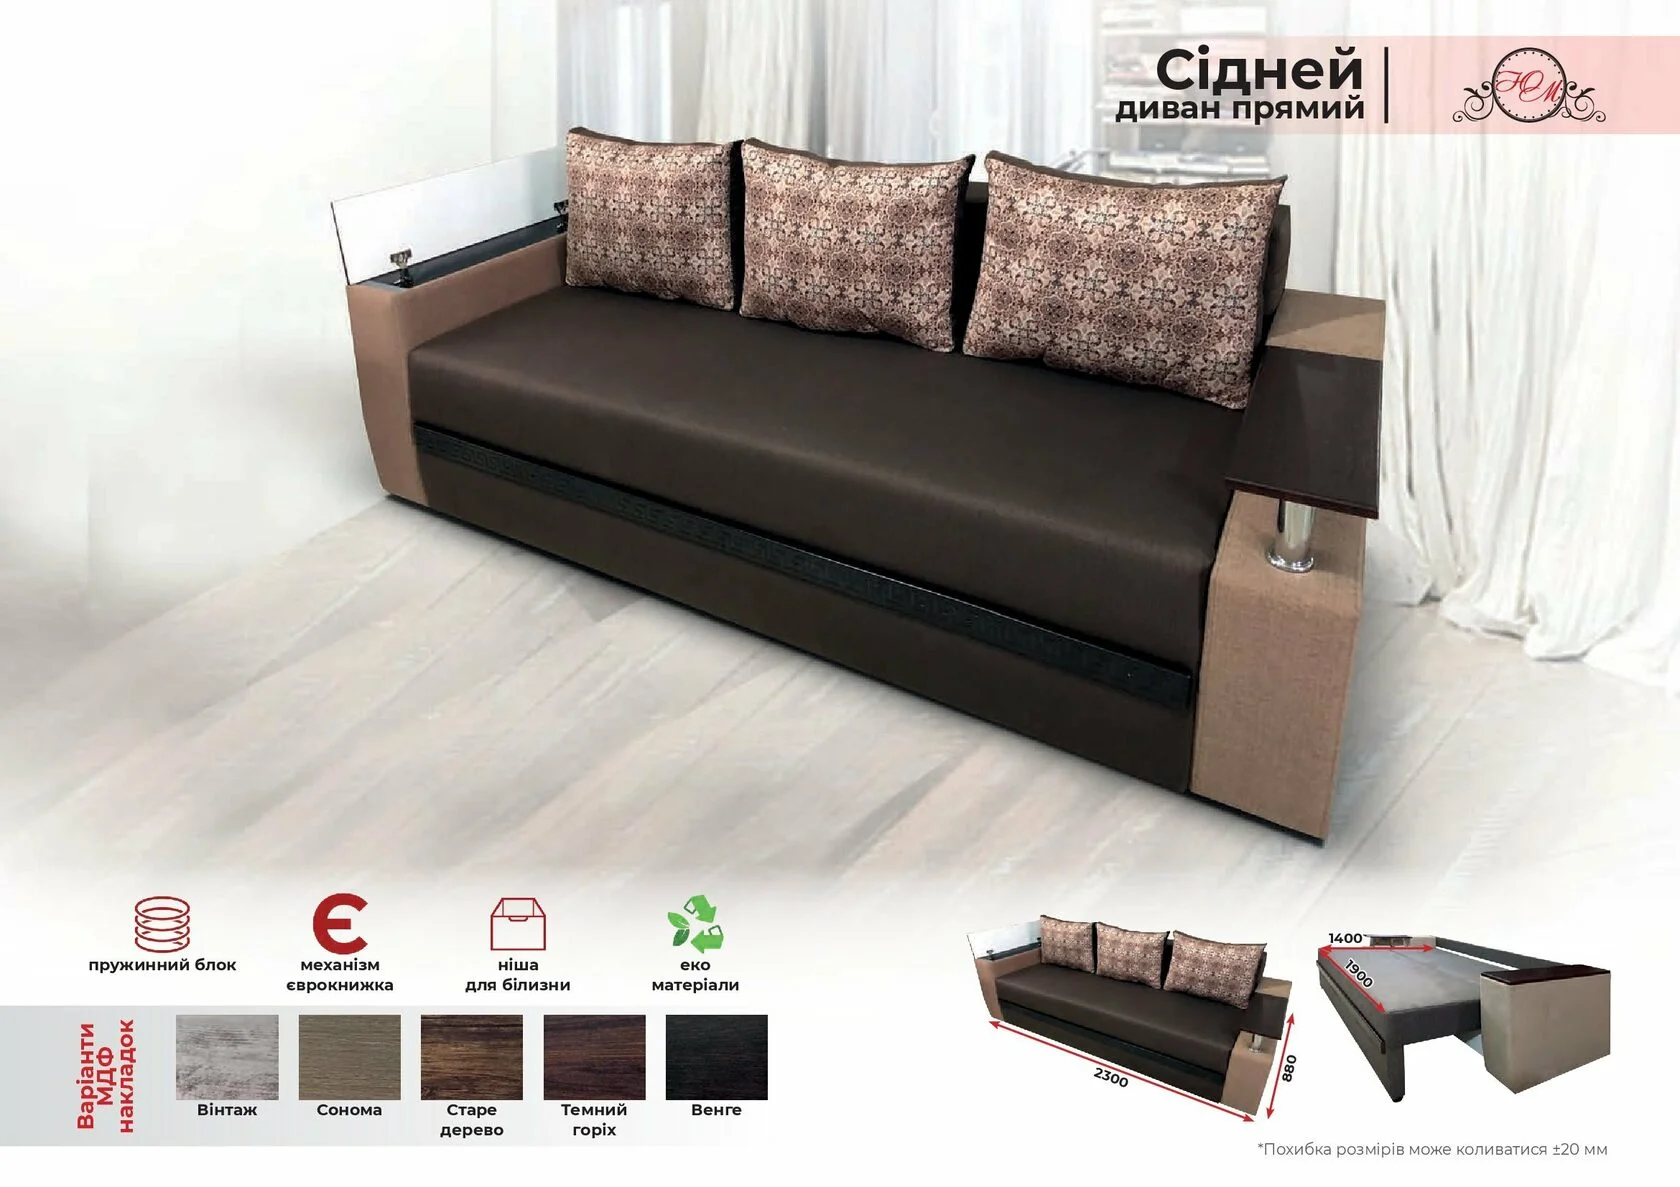 Сідней
диван прямий
ЮМ
пружинний блок
Є
механізм
єврокнижка
ніша
для білизни
еко
матеріали
Варіанти
МДФ
накладок
Вінтаж
Сонома
Старе
дерево
Темний
горіх
Венге
2300
880
1400
1900
*Похибка розмірів може коливатися ±20 мм